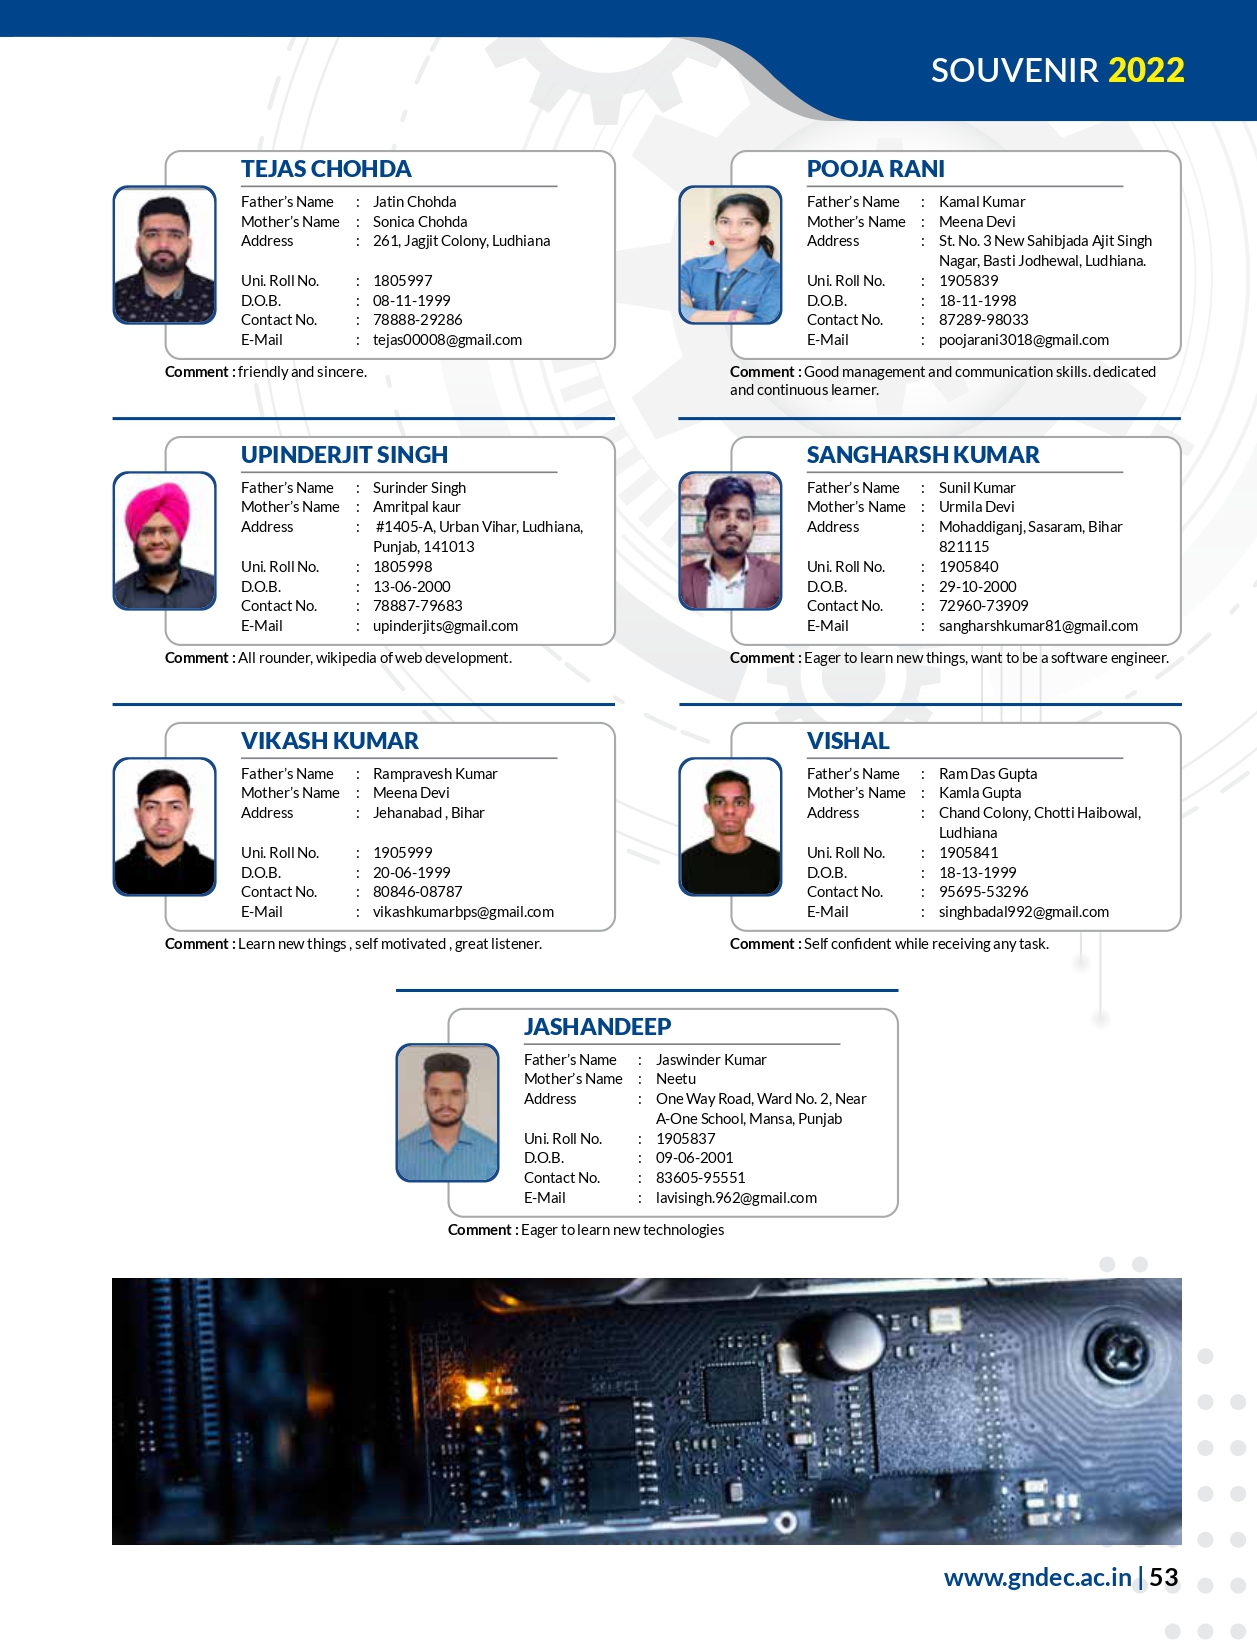 SOUVENIR 2022
TEJAS CHOHDA
Father's Name : Jatin Chohda
Mother's Name : Sonica Chohda
Address : 261, Jagjit Colony, Ludhiana
Uni. Roll No. : 1805997
D.O.B. : 08-11-1999
Contact No. : 78888-29286
E-Mail : tejas00008@gmail.com
Comment : friendly and sincere.
POOJA RANI
Father's Name : Kamal Kumar
Mother's Name : Meena Devi
Address : St. No. 3 New Sahibjada Ajit Singh
Nagar, Basti Jodhewal, Ludhiana.
Uni. Roll No. : 1905839
D.O.B. : 18-11-1998
Contact No. : 87289-98033
E-Mail : poojarani3018@gmail.com
Comment : Good management and communication skills. dedicated
and continuous learner.
UPINDERJIT SINGH
Father's Name : Surinder Singh
Mother's Name : Amritpal kaur
Address : #1405-A, Urban Vihar, Ludhiana,
Punjab, 141013
Uni. Roll No. : 1805998
D.O.B. : 13-06-2000
Contact No. : 78887-79683
E-Mail : upinderjits@gmail.com
Comment : All rounder, wikipedia of web development.
SANGHARSH KUMAR
Father's Name : Sunil Kumar
Mother's Name : Urmila Devi
Address : Mohaddiganj, Sasaram, Bihar
821115
Uni. Roll No. : 1905840
D.O.B. : 29-10-2000
Contact No. : 72960-73909
E-Mail : sangharshkumar81@gmail.com
Comment : Eager to learn new things, want to be a software engineer.
VIKASH KUMAR
Father's Name : Rampravesh Kumar
Mother's Name : Meena Devi
Address : Jehanabad , Bihar
Uni. Roll No. : 1905999
D.O.B. : 20-06-1999
Contact No. : 80846-08787
E-Mail : vikashkumarbps@gmail.com
Comment : Learn new things , self motivated , great listener.
VISHAL
Father's Name : Ram Das Gupta
Mother's Name : Kamla Gupta
Address : Chand Colony, Chotti Haibowal,
Ludhiana
Uni. Roll No. : 1905841
D.O.B. : 18-13-1999
Contact No. : 95695-53296
E-Mail : singhbadal992@gmail.com
Comment : Self confident while receiving any task.
JASHANDEEP
Father's Name : Jaswinder Kumar
Mother's Name : Neetu
Address : One Way Road, Ward No. 2, Near
A-One School, Mansa, Punjab
Uni. Roll No. : 1905837
D.O.B. : 09-06-2001
Contact No. : 83605-95551
E-Mail : lavisingh.962@gmail.com
Comment : Eager to learn new technologies
SELECT
www.gndec.ac.in | 53